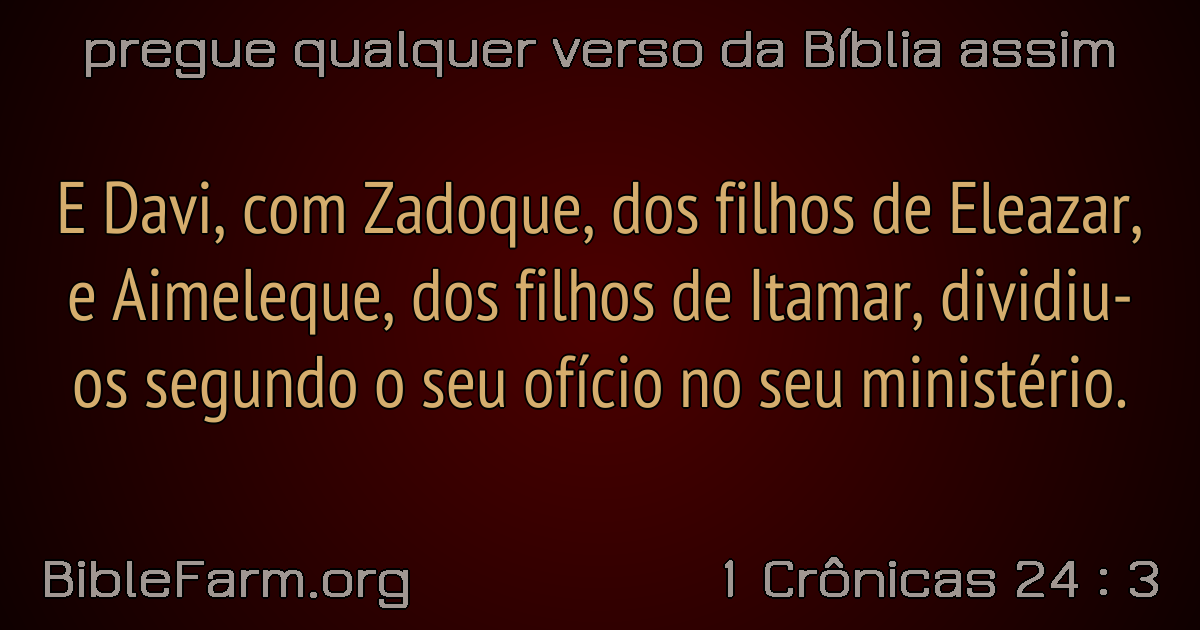 pregue qualquer verso da Bíblia assim
E Davi, com Zadoque, dos filhos de Eleazar,
e Aimeleque, dos filhos de Itamar, dividiu-
os segundo o seu ofício no seu ministério.
BibleFarm.org
1 Crônicas 24 : 3